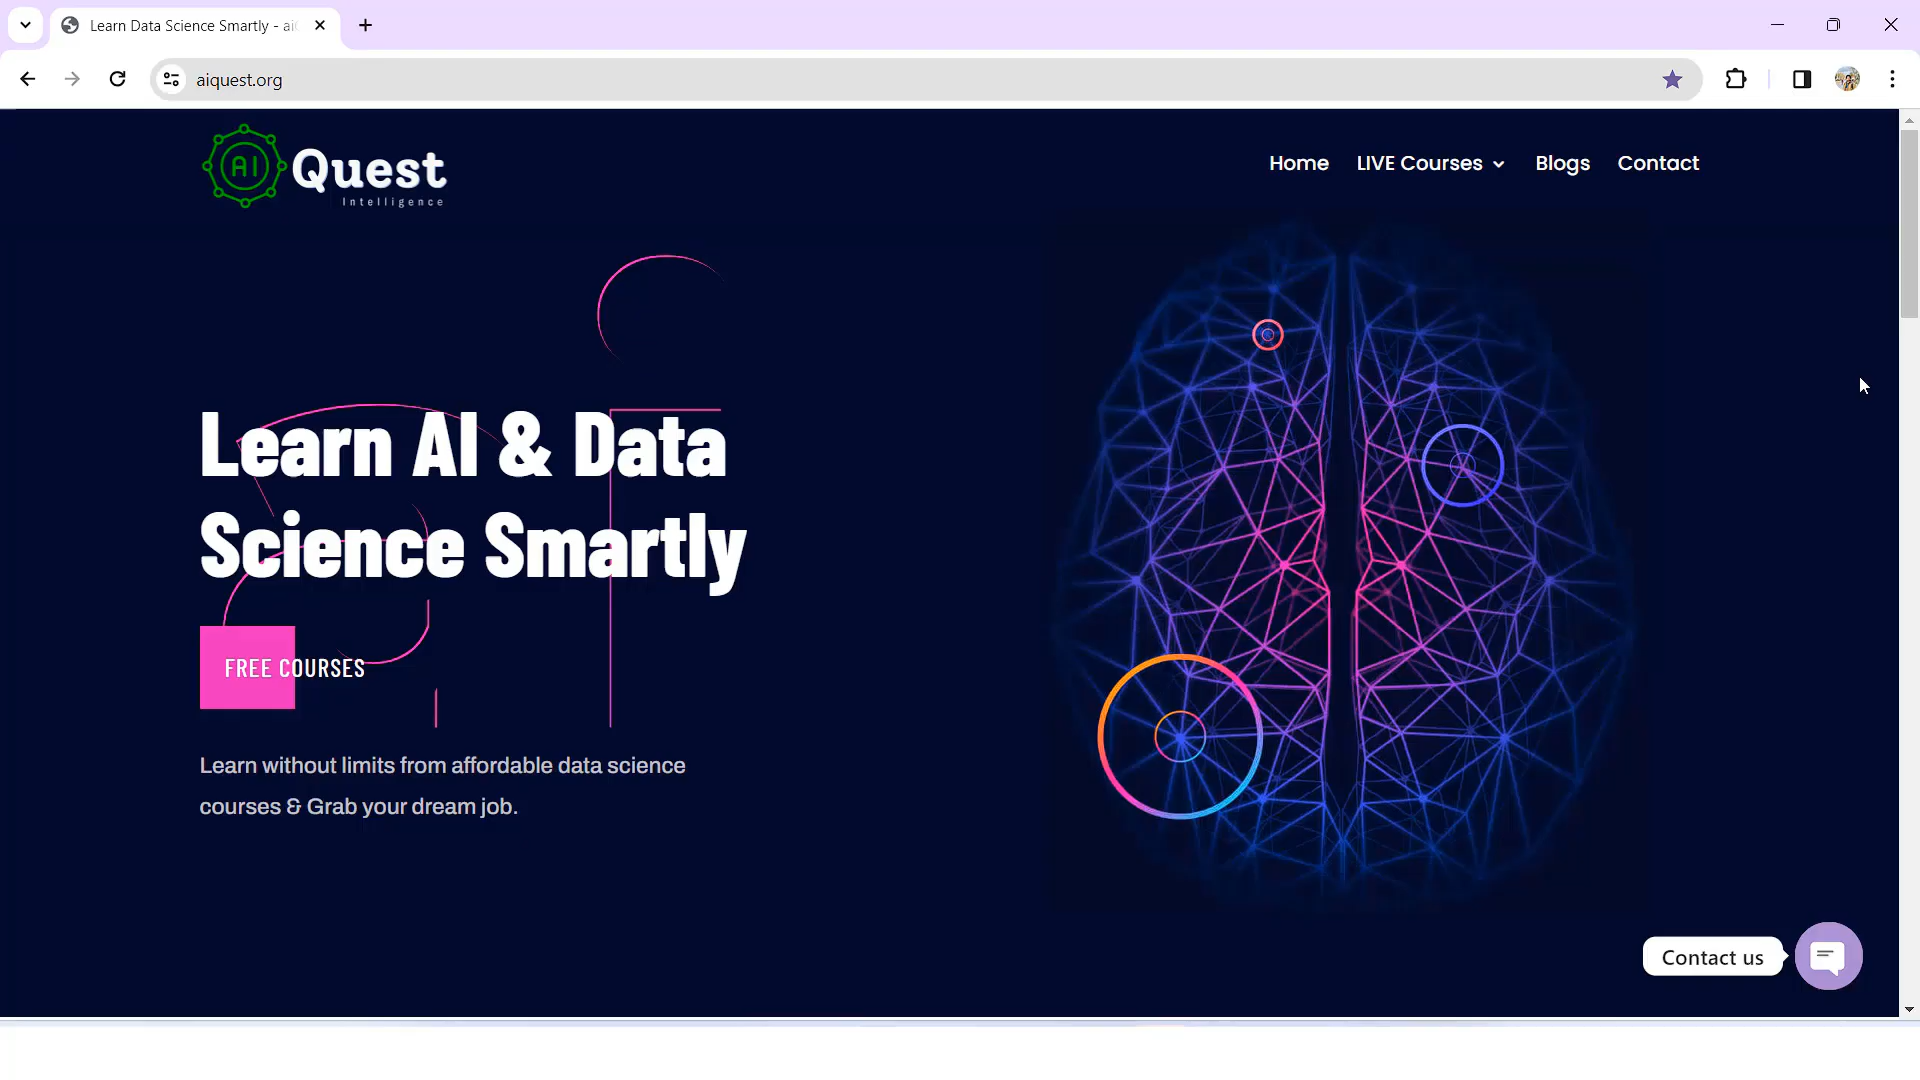 Learn Data Science Smartly - ai
aiquest.org
AI Quest
Intelligence
Home LIVE Courses Blogs Contact
Learn AI & Data
Science Smartly
FREE COURSES
Learn without limits from affordable data science
courses & Grab your dream job.
Contact us